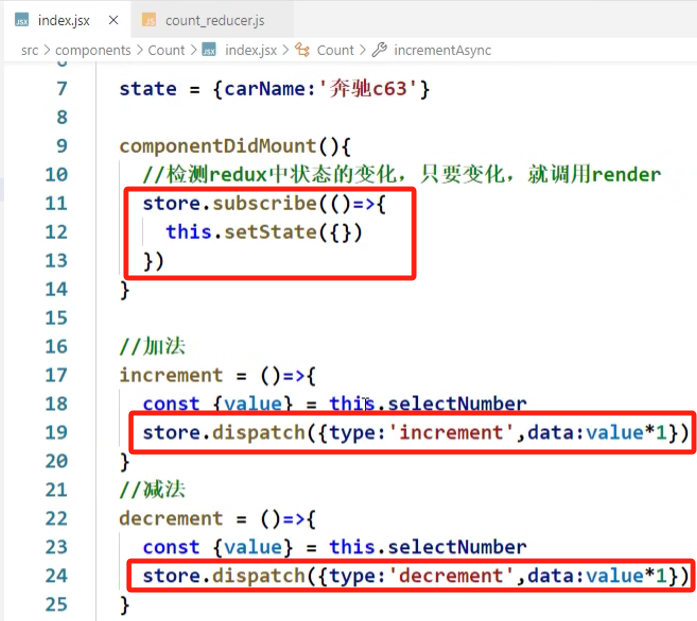 index.jsx
count_reducer.js
src > components > Count > index.jsx > Count > incrementAsync
7 state = {carName:'奔驰c63'}
8
9 componentDidMount(){
10 //检测redux中状态的变化，只要变化，就调用render
11 store.subscribe(()=>{
12 this.setState({})
13 })
14 }
15
16 //加法
17 increment = ()=>{
18 const {value} = this.selectNumber
19 store.dispatch({type:'increment',data:value*1})
20 }
21 //减法
22 decrement = ()=>{
23 const {value} = this.selectNumber
24 store.dispatch({type:'decrement',data:value*1})
25 }